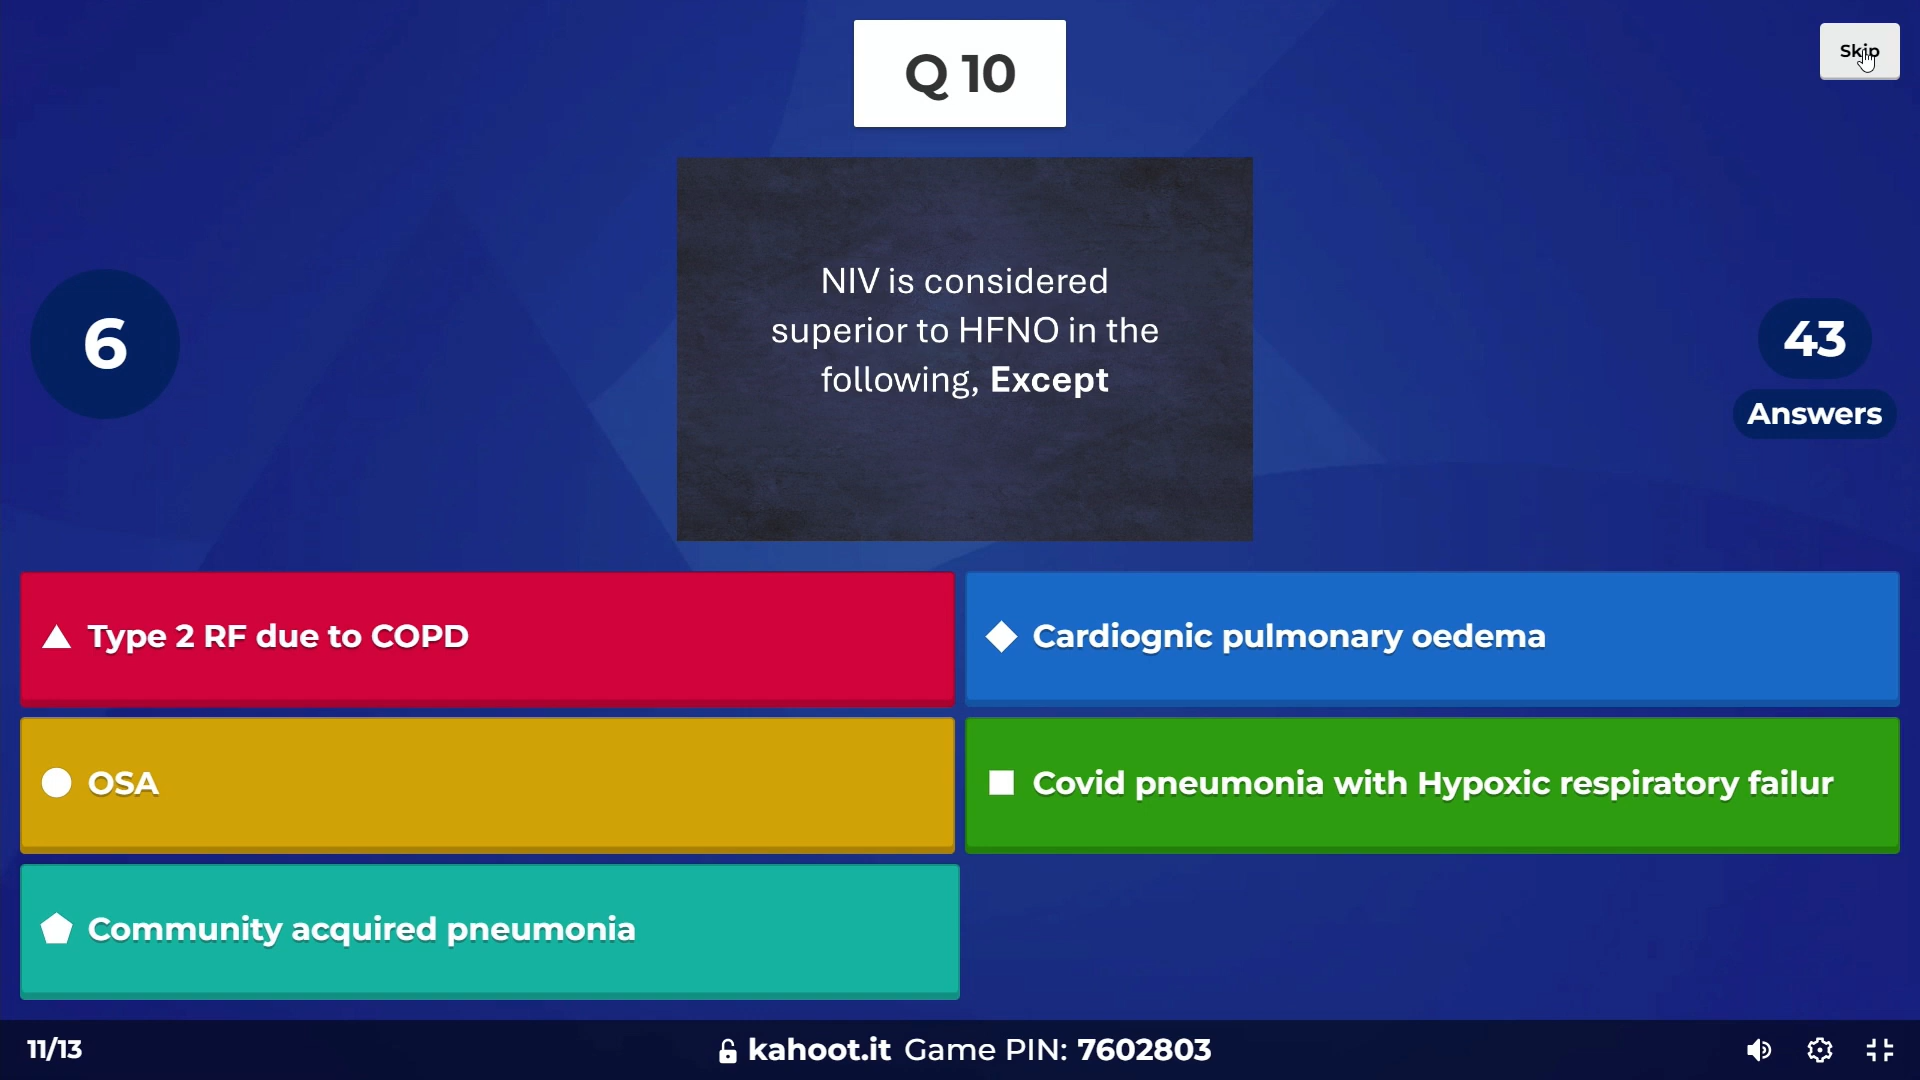 Q 10
Skip
NIV is considered
superior to HFNO in the
following, Except
6
43
Answers
Type 2 RF due to COPD
Cardiognic pulmonary oedema
OSA
Covid pneumonia with Hypoxic respiratory failur
Community acquired pneumonia
11/13
kahoot.it Game PIN: 7602803